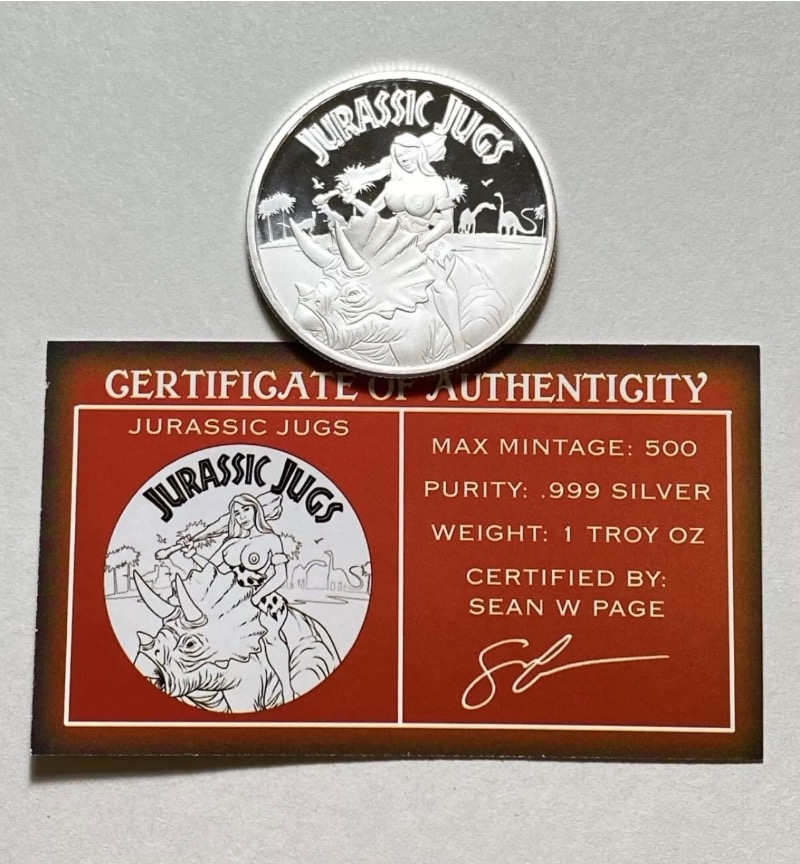 JURASSIC JUGS
CERTIFICATE OF AUTHENTICITY
JURASSIC JUGS
JURASSIC JUGS
MAX MINTAGE: 500
PURITY: .999 SILVER
WEIGHT: 1 TROY OZ
CERTIFIED BY:
SEAN W PAGE